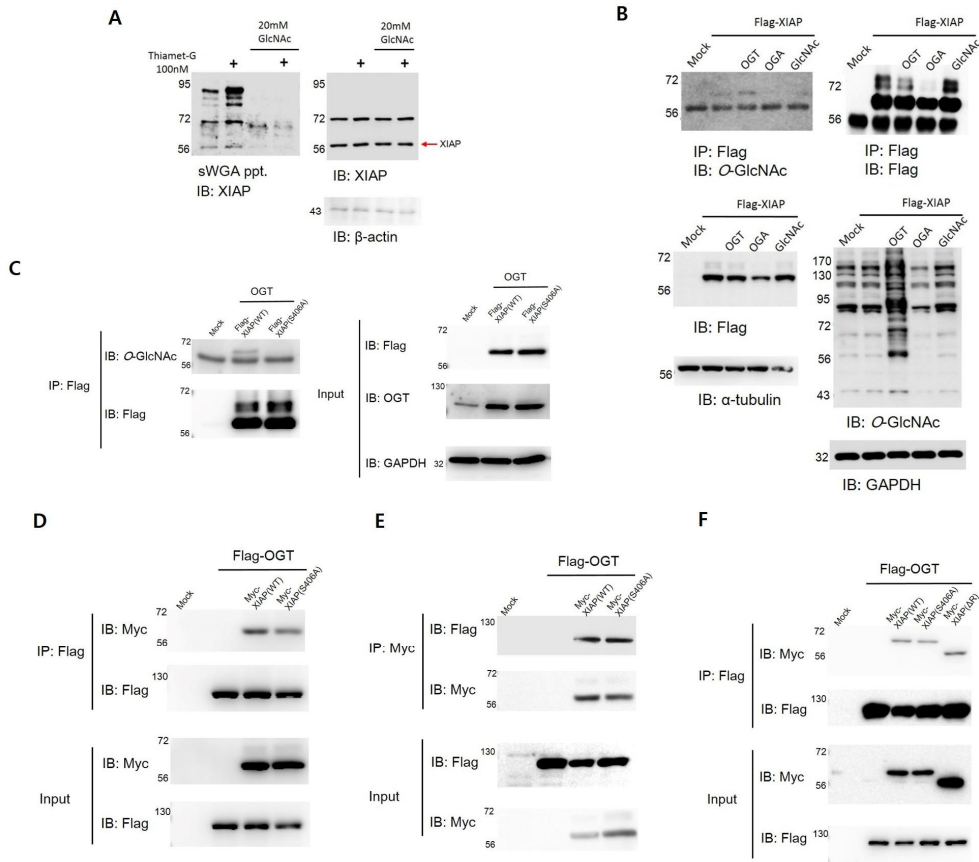 A
20mM
GlcNAc
20mM
GlcNAc
Thiamet-G
100nM
+
+
+
+
95
72
56
95
72
56
XIAP
sWGA ppt.
IB: XIAP
IB: XIAP
43
IB: β-actin
B
Flag-XIAP
Mock
OGT
OGA
GlcNAc
72
56
IP: Flag
IB: O-GlcNAc
Flag-XIAP
Mock
OGT
OGA
GlcNAc
72
56
IP: Flag
IB: Flag
Flag-XIAP
Mock
OGT
OGA
GlcNAc
72
56
IB: Flag
56
IB: α-tubulin
Flag-XIAP
Mock
OGT
OGA
GlcNAc
170
130
95
72
56
43
IB: O-GlcNAc
32
IB: GAPDH
C
OGT
Mock
Flag-
XIAP(WT)
Flag-
XIAP(S406A)
IP: Flag
IB: O-GlcNAc
72
56
IB: Flag
72
56
OGT
Mock
Flag-
XIAP(WT)
Flag-
XIAP(S406A)
Input
IB: Flag
72
56
IB: OGT
130
IB: GAPDH
32
D
Flag-OGT
Mock
Myc-
XIAP(WT)
Myc-
XIAP(S406A)
IP: Flag
IB: Myc
72
56
IB: Flag
130
Input
IB: Myc
72
56
IB: Flag
130
E
Flag-OGT
Mock
Myc-
XIAP(WT)
Myc-
XIAP(S406A)
IP: Myc
IB: Flag
130
IB: Myc
72
56
Input
IB: Flag
130
IB: Myc
72
56
F
Flag-OGT
Mock
Myc-
XIAP(WT)
Myc-
XIAP(S406A)
Myc-
XIAP(ΔR)
IP: Flag
IB: Myc
72
56
IB: Flag
130
Input
IB: Myc
72
56
IB: Flag
130